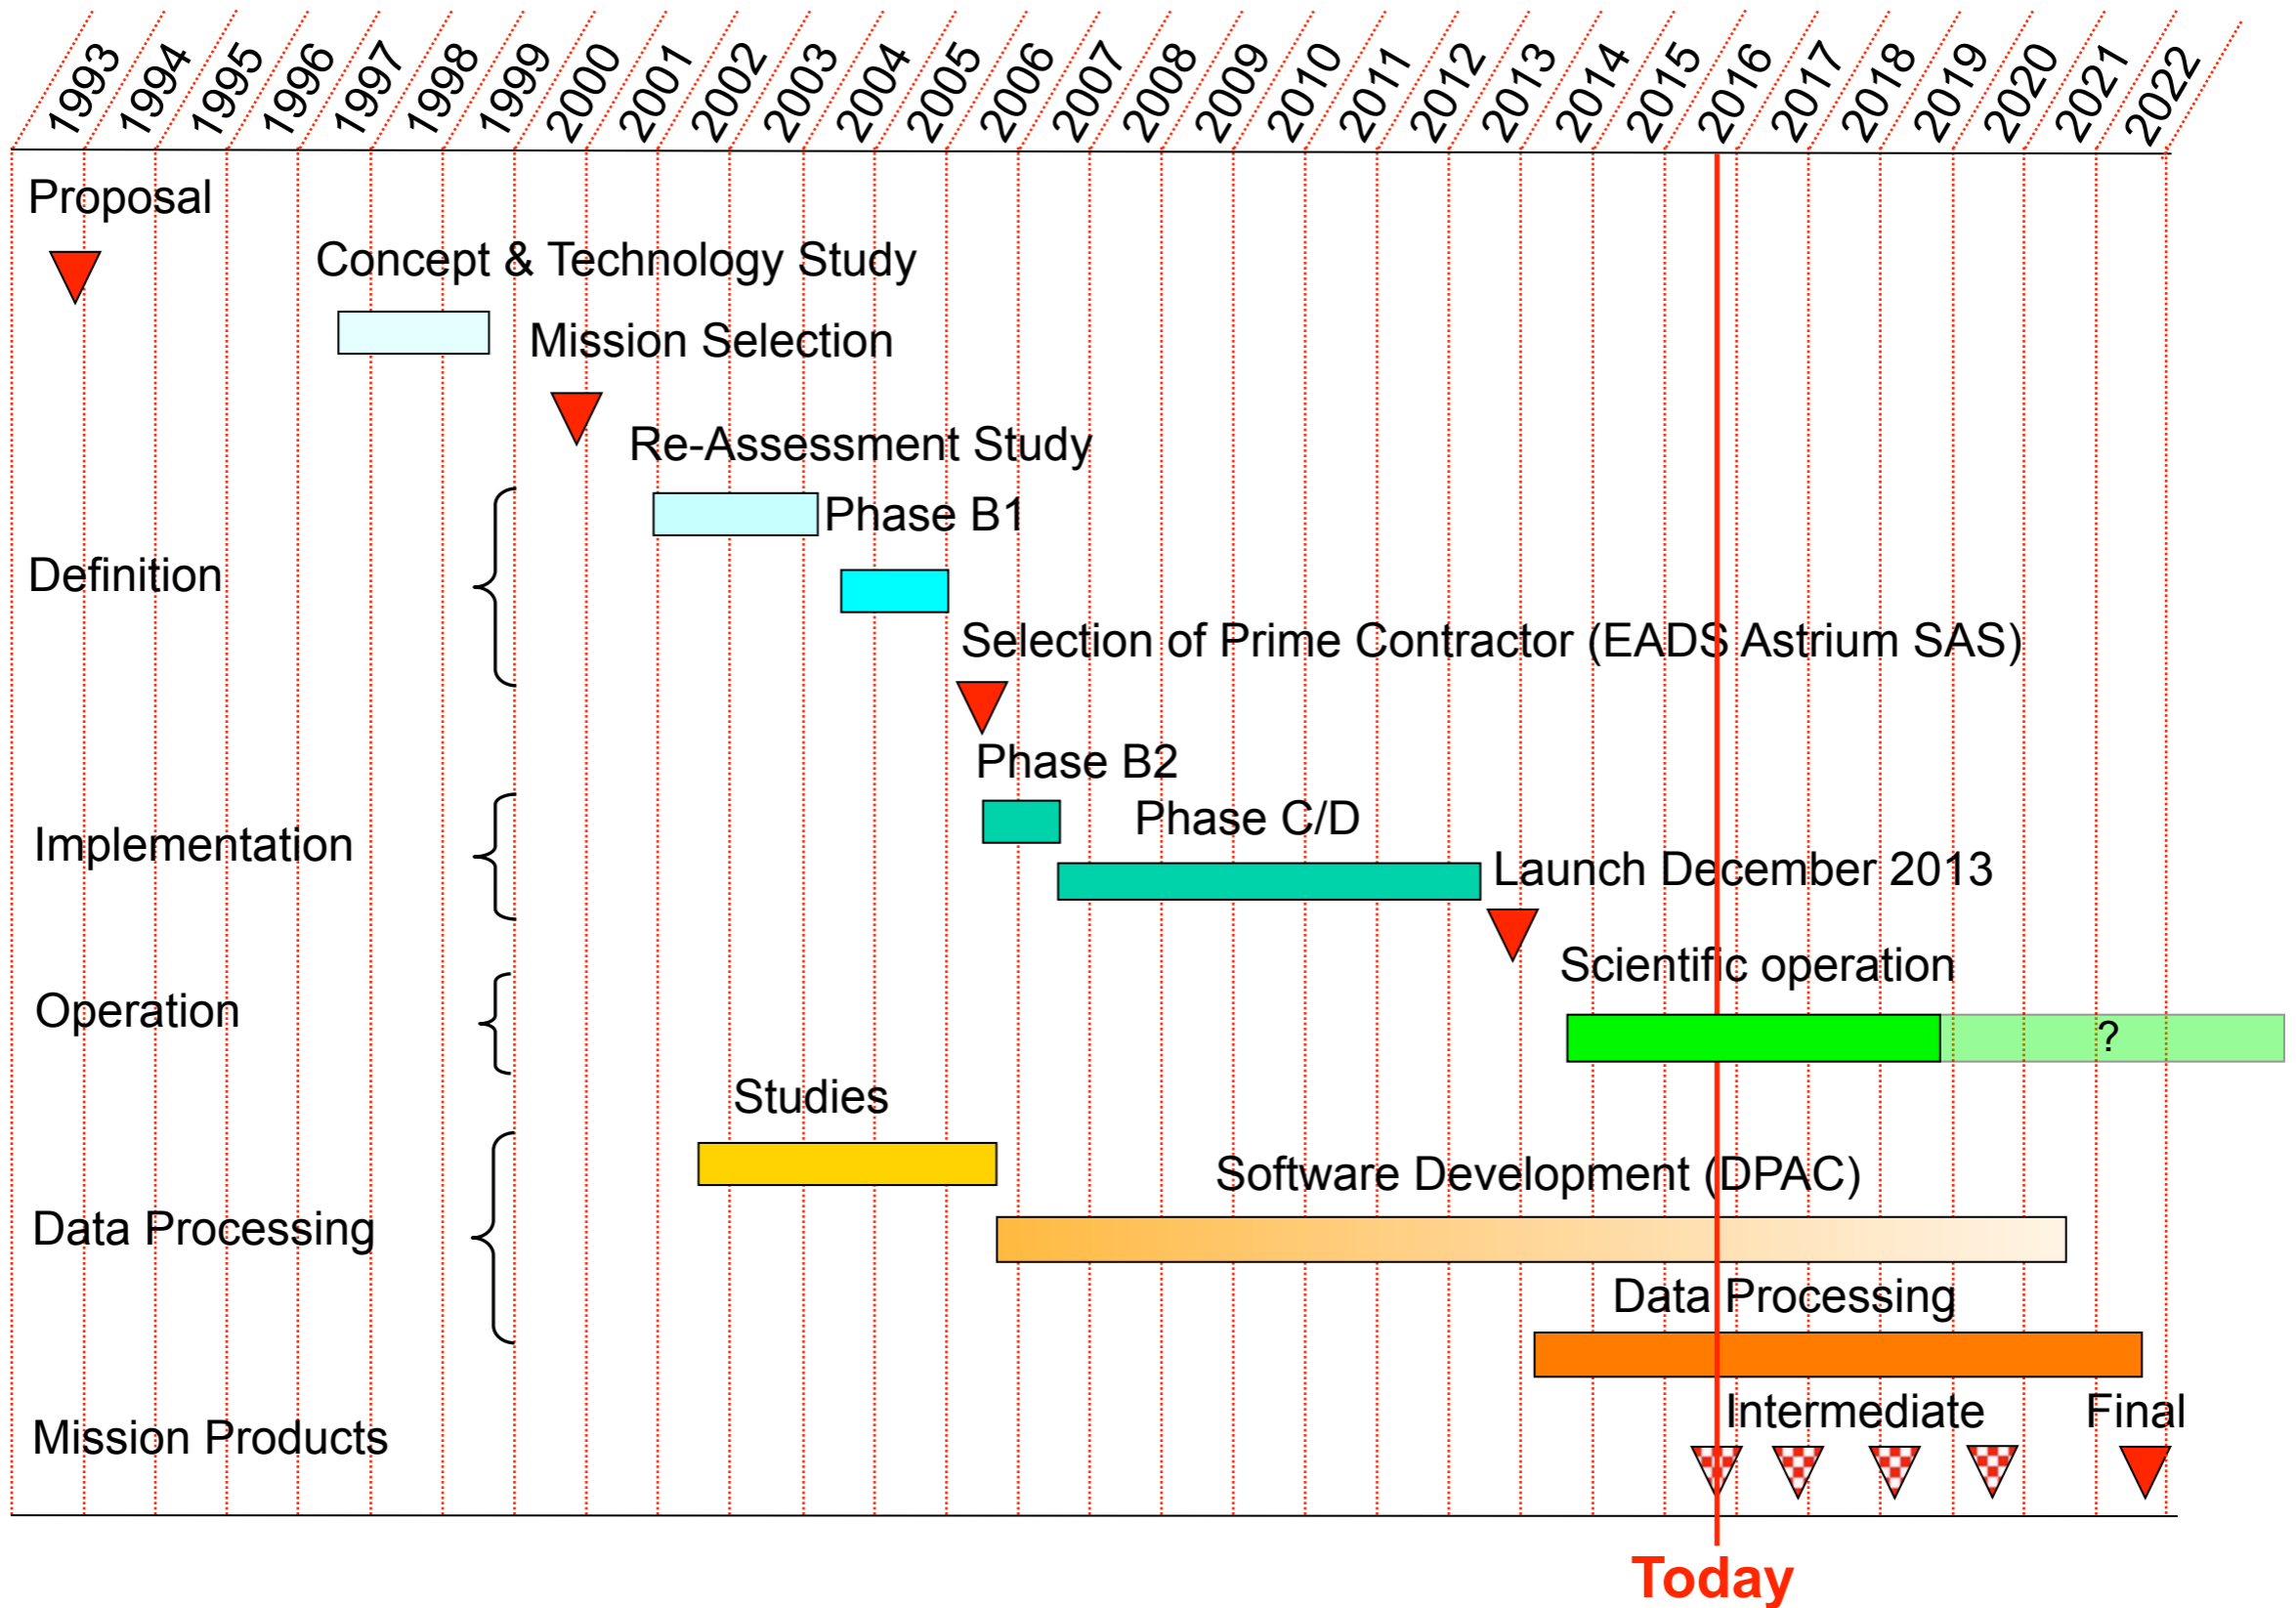 1993 1994 1995 1996 1997 1998 1999 2000 2001 2002 2003 2004 2005 2006 2007 2008 2009 2010 2011 2012 2013 2014 2015 2016 2017 2018 2019 2020 2021 2022
Proposal
Concept & Technology Study
Mission Selection
Re-Assessment Study
Phase B1
Definition
Selection of Prime Contractor (EADS Astrium SAS)
Phase B2
Phase C/D
Implementation
Launch December 2013
Scientific operation
Operation
?
Studies
Software Development (DPAC)
Data Processing
Data Processing
Intermediate
Final
Mission Products
Today